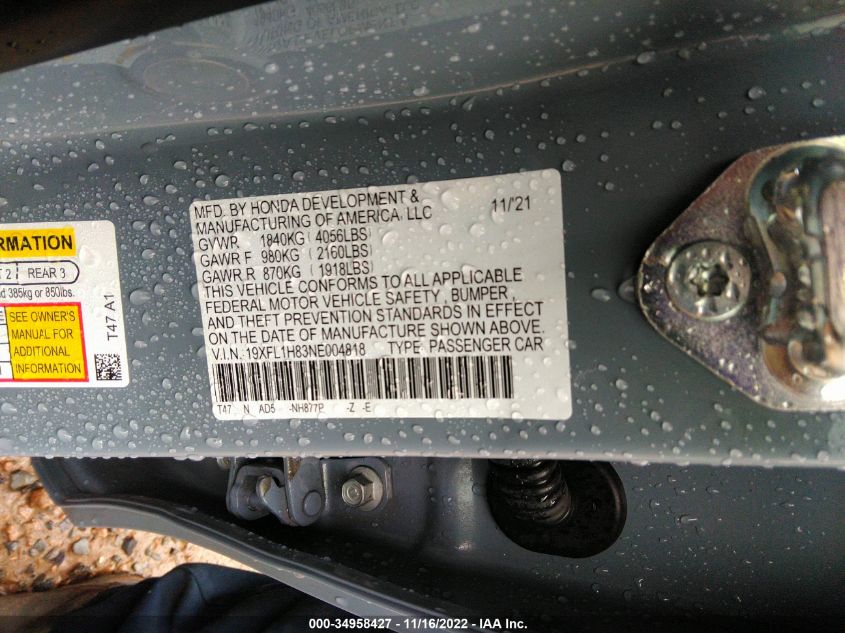 MFD. BY HONDA DEVELOPMENT &
MANUFACTURING OF AMERICA, LLC 11/'21
GVWR 1840KG ( 4056LBS)
GAWR F 980KG ( 2160LBS)
GAWR R 870KG ( 1918LBS)
THIS VEHICLE CONFORMS TO ALL APPLICABLE
FEDERAL MOTOR VEHICLE SAFETY, BUMPER,
AND THEFT PREVENTION STANDARDS IN EFFECT
ON THE DATE OF MANUFACTURE SHOWN ABOVE.
V.I.N. 19XFL1H83NE004818 TYPE PASSENGER CAR
T47 N AD5 -NH877P -Z -E
RMATION
2 REAR 3
385kg or 850lbs.
SEE OWNER'S
MANUAL FOR
ADDITIONAL
INFORMATION
T47 A1
000-34958427 - 11/16/2022 - IAA Inc.